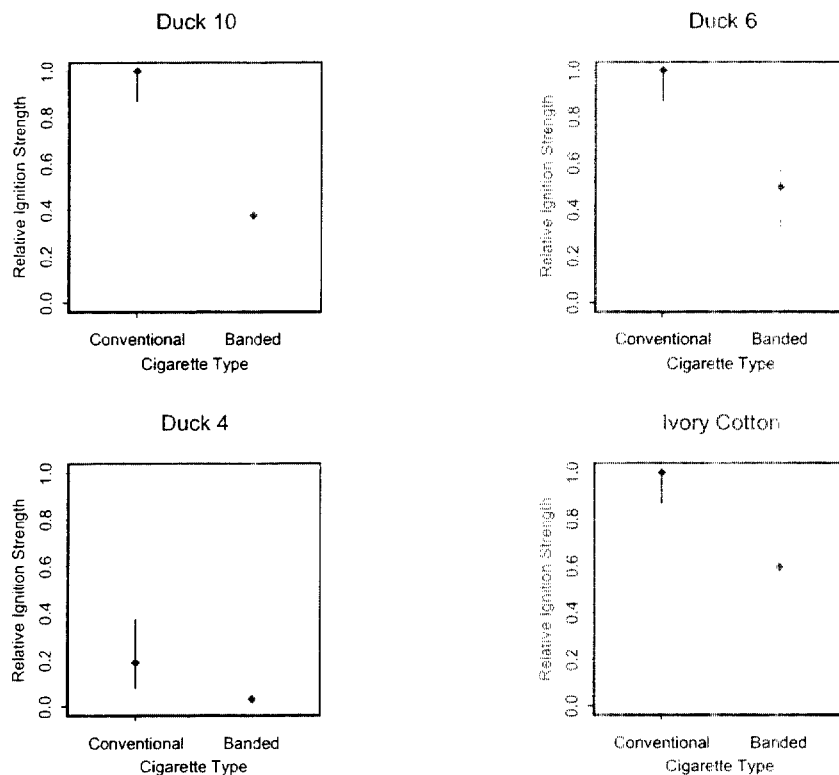 Duck 10
Relative Ignition Strength
1.0
0.8
0.6
0.4
0.2
0.0
Conventional Banded
Cigarette Type
Duck 6
Relative Ignition Strength
1.0
0.8
0.6
0.4
0.2
0.0
Conventional Banded
Cigarette Type
Duck 4
Relative Ignition Strength
1.0
0.8
0.6
0.4
0.2
0.0
Conventional Banded
Cigarette Type
Ivory Cotton
Relative Ignition Strength
1.0
0.8
0.6
0.4
0.2
0.0
Conventional Banded
Cigarette Type